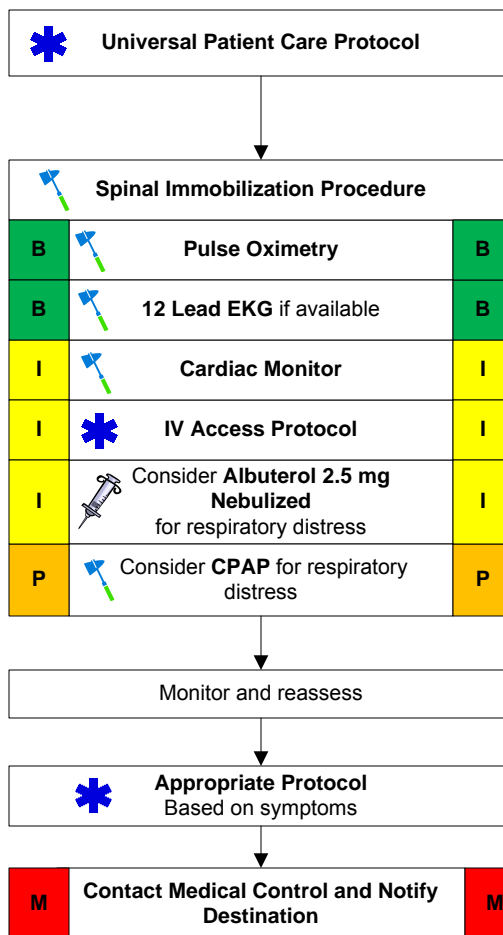 Universal Patient Care Protocol
Spinal Immobilization Procedure
B Pulse Oximetry B
B 12 Lead EKG if available B
I Cardiac Monitor I
I IV Access Protocol I
Consider Albuterol 2.5 mg
I Nebulized I
for respiratory distress
P Consider CPAP for respiratory P
distress
Monitor and reassess
Appropriate Protocol
Based on symptoms
M Contact Medical Control and Notify M
Destination